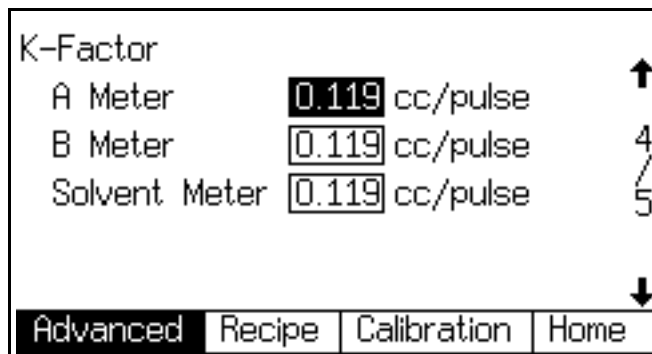 K-Factor
A Meter 0.119 cc/pulse
B Meter 0.119 cc/pulse
Solvent Meter 0.119 cc/pulse
4/5
Advanced Recipe Calibration Home